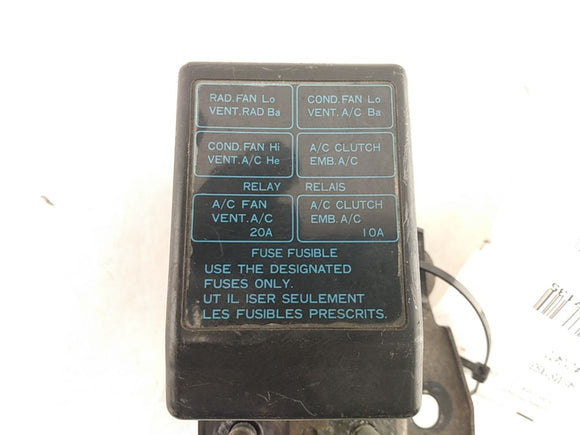 RAD.FAN Lo
VENT.RAD Ba
COND.FAN Lo
VENT.A/C Ba
COND.FAN Hi
VENT.A/C He
A/C CLUTCH
EMB.A/C
RELAY RELAIS
A/C FAN
VENT.A/C
20A
A/C CLUTCH
EMB.A/C
10A
FUSE FUSIBLE
USE THE DESIGNATED
FUSES ONLY.
UT IL ISER SEULEMENT
LES FUSIBLES PRESCRITS.